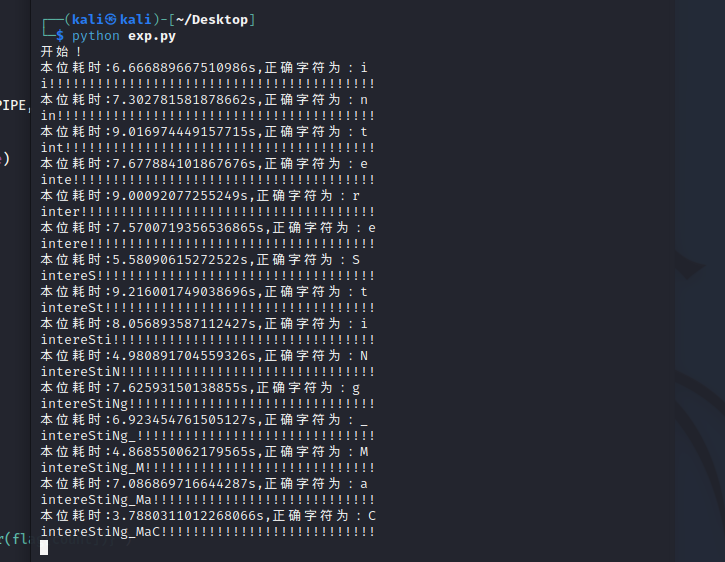 ┌──(kali㉿kali)-[~/Desktop]
└─$ python exp.py
开始！
本位耗时:6.666889667510986s,正确字符为：i
i!!!!!!!!!!!!!!!!!!!!!!!!!!!!!!!!!!!!!!!!!
本位耗时:7.302781581878662s,正确字符为：n
in!!!!!!!!!!!!!!!!!!!!!!!!!!!!!!!!!!!!!!!!
本位耗时:9.016974449157715s,正确字符为：t
int!!!!!!!!!!!!!!!!!!!!!!!!!!!!!!!!!!!!!!!
本位耗时:7.677884101867676s,正确字符为：e
inte!!!!!!!!!!!!!!!!!!!!!!!!!!!!!!!!!!!!!!
本位耗时:9.00092077255249s,正确字符为：r
inter!!!!!!!!!!!!!!!!!!!!!!!!!!!!!!!!!!!!!
本位耗时:7.5700719356536865s,正确字符为：e
intere!!!!!!!!!!!!!!!!!!!!!!!!!!!!!!!!!!!!
本位耗时:5.58090615272522s,正确字符为：S
intereS!!!!!!!!!!!!!!!!!!!!!!!!!!!!!!!!!!!
本位耗时:9.216001749038696s,正确字符为：t
intereSt!!!!!!!!!!!!!!!!!!!!!!!!!!!!!!!!!!
本位耗时:8.056893587112427s,正确字符为：i
intereSti!!!!!!!!!!!!!!!!!!!!!!!!!!!!!!!!!
本位耗时:4.980891704559326s,正确字符为：N
intereStiN!!!!!!!!!!!!!!!!!!!!!!!!!!!!!!!!
本位耗时:7.62593150138855s,正确字符为：g
intereStiNg!!!!!!!!!!!!!!!!!!!!!!!!!!!!!!!
本位耗时:6.923454761505127s,正确字符为：_
intereStiNg_!!!!!!!!!!!!!!!!!!!!!!!!!!!!!!
本位耗时:4.868550062179565s,正确字符为：M
intereStiNg_M!!!!!!!!!!!!!!!!!!!!!!!!!!!!!
本位耗时:7.086869716644287s,正确字符为：a
intereStiNg_Ma!!!!!!!!!!!!!!!!!!!!!!!!!!!!
本位耗时:3.7880311012268066s,正确字符为：C
intereStiNg_MaC!!!!!!!!!!!!!!!!!!!!!!!!!!!
PIPE,
)
r(fla